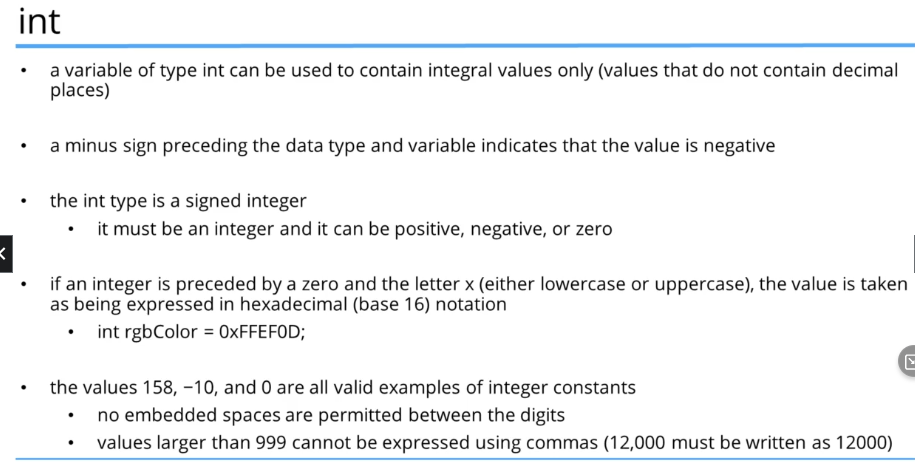 int
• a variable of type int can be used to contain integral values only (values that do not contain decimal
places)
• a minus sign preceding the data type and variable indicates that the value is negative
• the int type is a signed integer
• it must be an integer and it can be positive, negative, or zero
• if an integer is preceded by a zero and the letter x (either lowercase or uppercase), the value is taken
as being expressed in hexadecimal (base 16) notation
• int rgbColor = 0xFFEF0D;
• the values 158, −10, and 0 are all valid examples of integer constants
• no embedded spaces are permitted between the digits
• values larger than 999 cannot be expressed using commas (12,000 must be written as 12000)